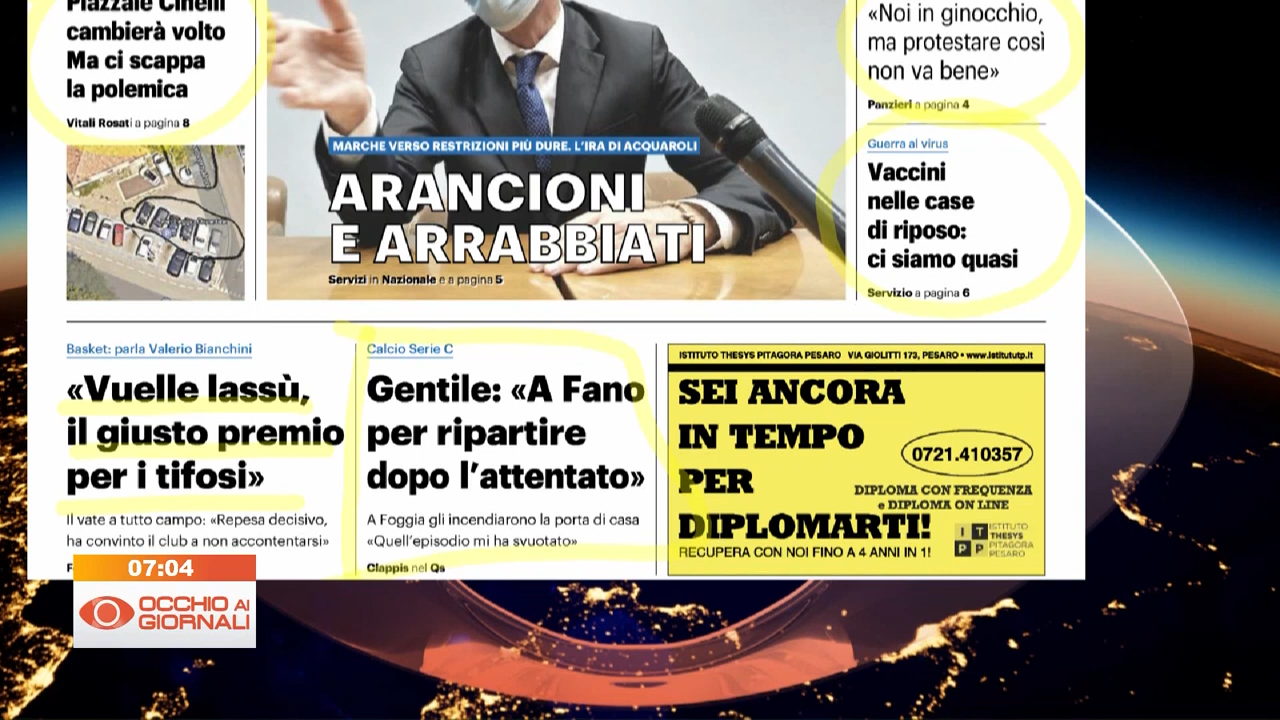 Piazzale Cinelli
cambierà volto
Ma ci scappa
la polemica
Vitali Rosati a pagina 8
MARCHE VERSO RESTRIZIONI PIÙ DURE. L'IRA DI ACQUAROLI
ARANCIONI
E ARRABBIATI
Servizi in Nazionale e a pagina 5
«Noi in ginocchio,
ma protestare così
non va bene»
Panzieri a pagina 4
Guerra al virus
Vaccini
nelle case
di riposo:
ci siamo quasi
Servizio a pagina 6
Basket: parla Valerio Bianchini
«Vuelle lassù,
il giusto premio
per i tifosi»
Il vate a tutto campo: «Repesa decisivo,
ha convinto il club a non accontentarsi»
Calcio Serie C
Gentile: «A Fano
per ripartire
dopo l'attentato»
A Foggia gli incendiarono la porta di casa
«Quell'episodio mi ha svuotato»
Clappis nel Qs
ISTITUTO THESYS PITAGORA PESARO VIA GIOLITTI 173, PESARO • www.istitututp.it
SEI ANCORA
IN TEMPO
PER
DIPLOMARTI!
0721.410357
DIPLOMA CON FREQUENZA
e DIPLOMA ON LINE
RECUPERA CON NOI FINO A 4 ANNI IN 1!
IT
PP
ISTITUTO
THESYS
PITAGORA
PESARO
07:04
OCCHIO AI
GIORNALI